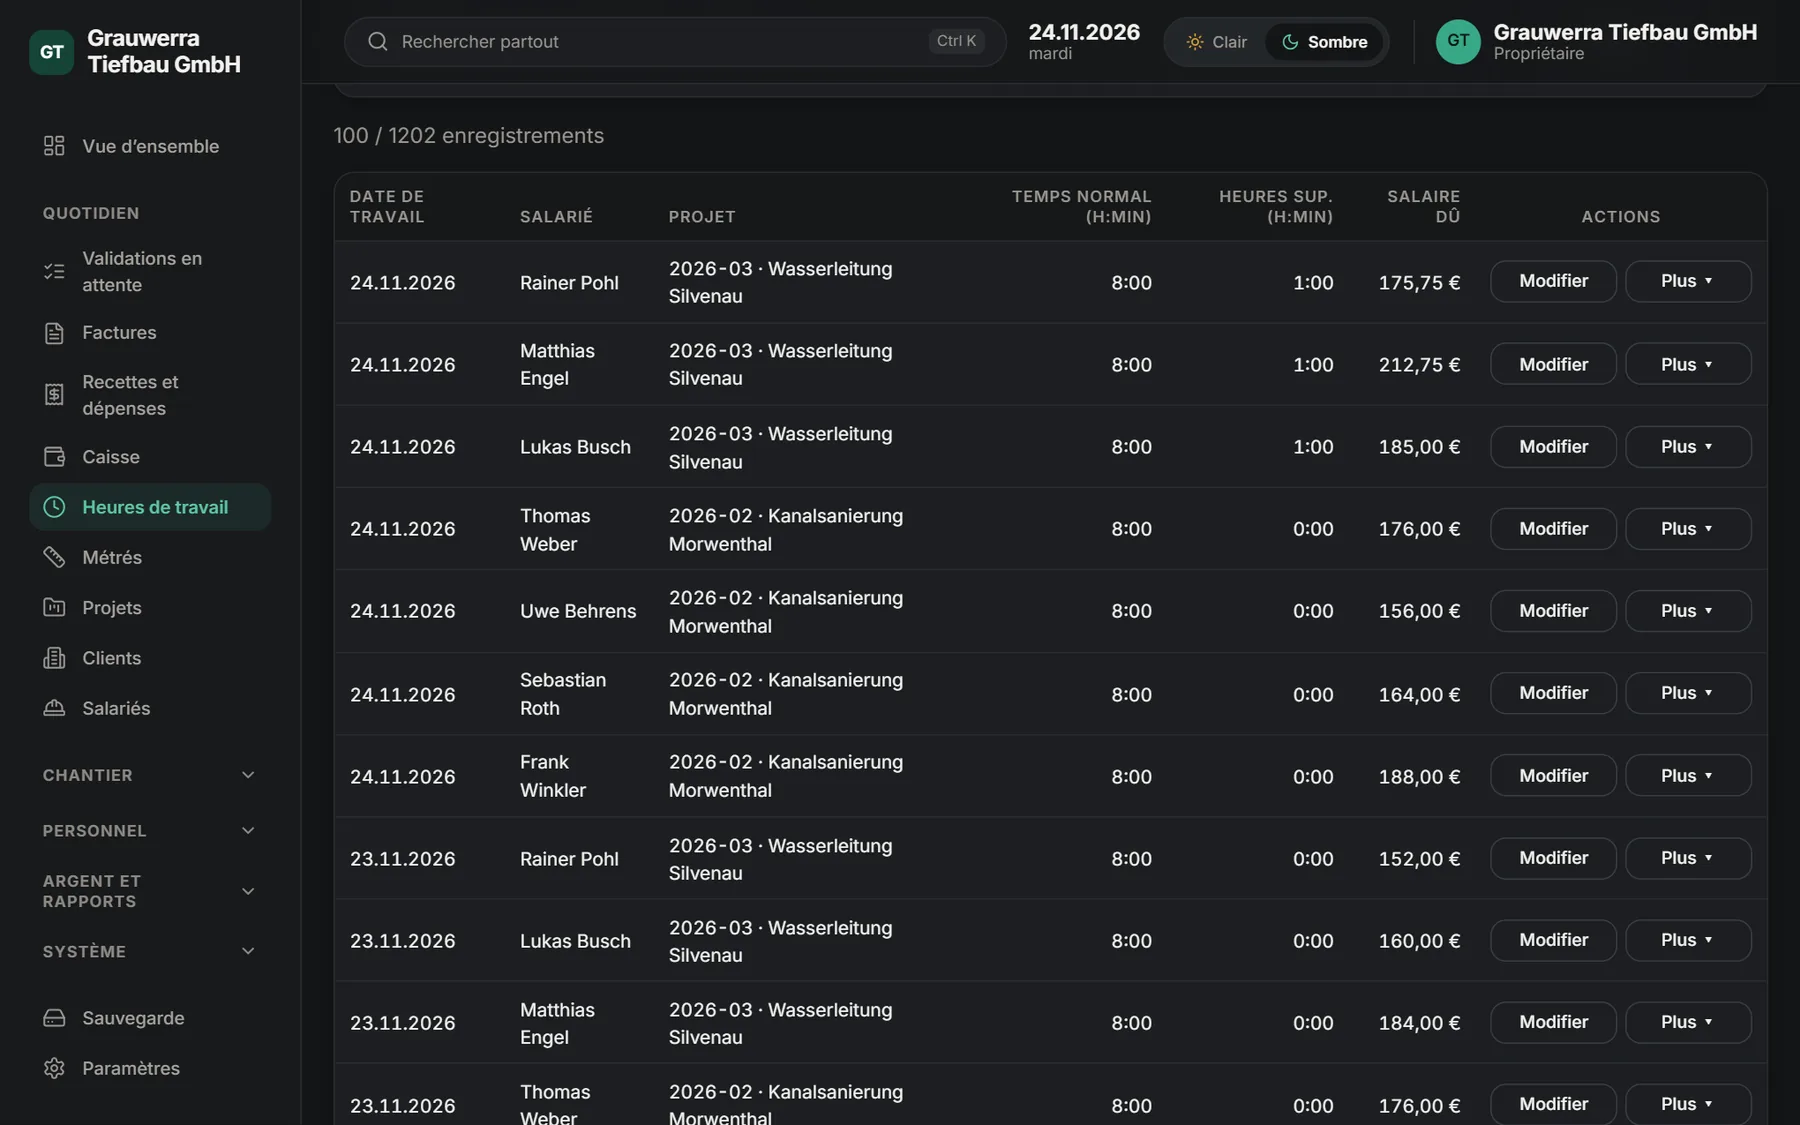 GT
Grauwerra
Tiefbau GmbH
Rechercher partout
Ctrl K
24.11.2026
mardi
Clair
Sombre
GT
Grauwerra Tiefbau GmbH
Propriétaire
Vue d’ensemble
QUOTIDIEN
Validations en
attente
Factures
Recettes et
dépenses
Caisse
Heures de travail
Métrés
Projets
Clients
Salariés
CHANTIER
PERSONNEL
ARGENT ET
RAPPORTS
SYSTÈME
Sauvegarde
Paramètres
100 / 1202 enregistrements
DATE DE
TRAVAIL
SALARIÉ
PROJET
TEMPS NORMAL
(H:MIN)
HEURES SUP.
(H:MIN)
SALAIRE
DÛ
ACTIONS
24.11.2026
Rainer Pohl
2026-03 · Wasserleitung
Silvenau
8:00
1:00
175,75 €
Modifier
Plus ▾
24.11.2026
Matthias
Engel
2026-03 · Wasserleitung
Silvenau
8:00
1:00
212,75 €
Modifier
Plus ▾
24.11.2026
Lukas Busch
2026-03 · Wasserleitung
Silvenau
8:00
1:00
185,00 €
Modifier
Plus ▾
24.11.2026
Thomas
Weber
2026-02 · Kanalsanierung
Morwenthal
8:00
0:00
176,00 €
Modifier
Plus ▾
24.11.2026
Uwe Behrens
2026-02 · Kanalsanierung
Morwenthal
8:00
0:00
156,00 €
Modifier
Plus ▾
24.11.2026
Sebastian
Roth
2026-02 · Kanalsanierung
Morwenthal
8:00
0:00
164,00 €
Modifier
Plus ▾
24.11.2026
Frank
Winkler
2026-02 · Kanalsanierung
Morwenthal
8:00
0:00
188,00 €
Modifier
Plus ▾
23.11.2026
Rainer Pohl
2026-03 · Wasserleitung
Silvenau
8:00
0:00
152,00 €
Modifier
Plus ▾
23.11.2026
Lukas Busch
2026-03 · Wasserleitung
Silvenau
8:00
0:00
160,00 €
Modifier
Plus ▾
23.11.2026
Matthias
Engel
2026-03 · Wasserleitung
Silvenau
8:00
0:00
184,00 €
Modifier
Plus ▾
23.11.2026
Thomas
Weber
2026-02 · Kanalsanierung
Morwenthal
8:00
0:00
176,00 €
Modifier
Plus ▾